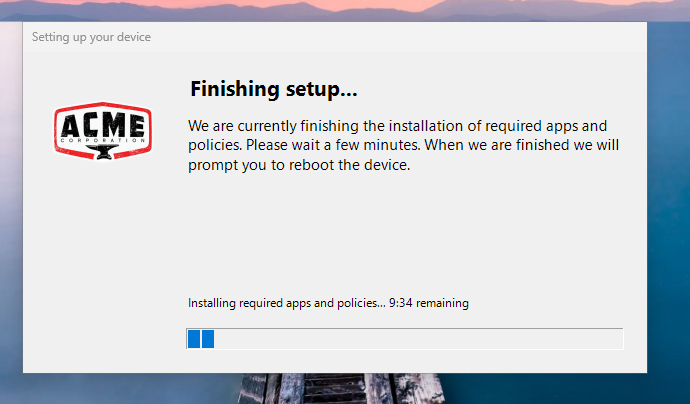 Setting up your device
Finishing setup...
ACME
CORPORATION
We are currently finishing the installation of required apps and
policies. Please wait a few minutes. When we are finished we will
prompt you to reboot the device.
Installing required apps and policies... 9:34 remaining